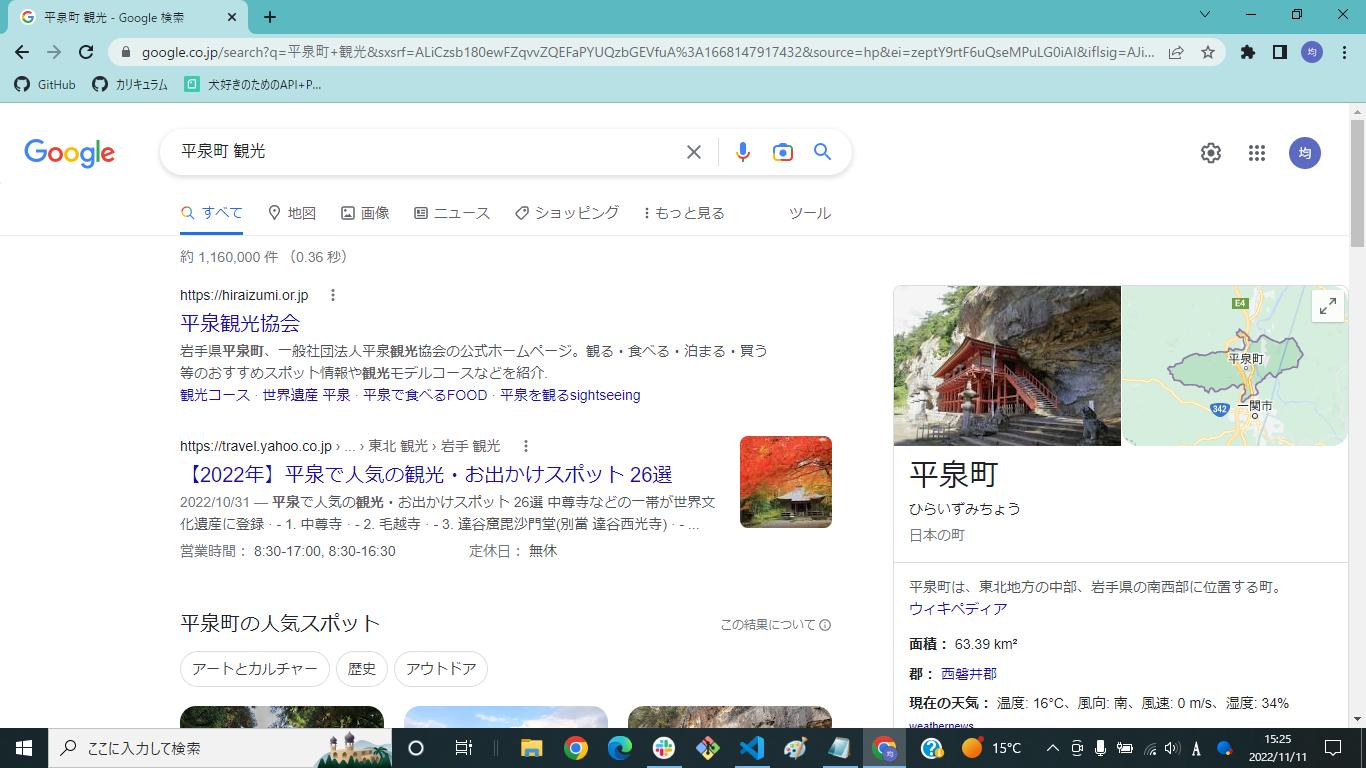 平泉町 観光 - Google 検索
google.co.jp/search?q=平泉町+観光&sxsrf=ALiCzsb180ewFZqvvZQEFaPYUQzbGEVfuA%3A1668147917432&source=hp&ei=zeptY9rtF6uQseMPuLG0iAI&iflsig=AJi...
均
GitHub
カリキュラム
犬好きのためのAPI+P...
Google
平泉町 観光
均
すべて
地図
画像
ニュース
ショッピング
もっと見る
ツール
約 1,160,000 件 （0.36 秒）
https://hiraizumi.or.jp
平泉観光協会
岩手県平泉町、一般社団法人平泉観光協会の公式ホームページ。観る・食べる・泊まる・買う
等のおすすめスポット情報や観光モデルコースなどを紹介.
観光コース · 世界遺産 平泉 · 平泉で食べるFOOD · 平泉を観るsightseeing
https://travel.yahoo.co.jp › ... › 東北 観光 › 岩手 観光
【2022年】平泉で人気の観光・お出かけスポット 26選
2022/10/31 — 平泉で人気の観光・お出かけスポット 26選 中尊寺などの一帯が世界文
化遺産に登録 · - 1. 中尊寺 · - 2. 毛越寺 · - 3. 達谷窟毘沙門堂(別當 達谷西光寺) · - ...
営業時間： 8:30-17:00, 8:30-16:30
定休日： 無休
平泉町の人気スポット
この結果について
アートとカルチャー
歴史
アウトドア
E4
平泉町
一関市
342
平泉町
ひらいずみちょう
日本の町
平泉町は、東北地方の中部、岩手県の南西部に位置する町。
ウィキペディア
面積： 63.39 km²
郡： 西磐井郡
現在の天気： 温度: 16°C、風向: 南、風速: 0 m/s、湿度: 34%
weathernews
ここに入力して検索
均
15°C
A
15:25
2022/11/11